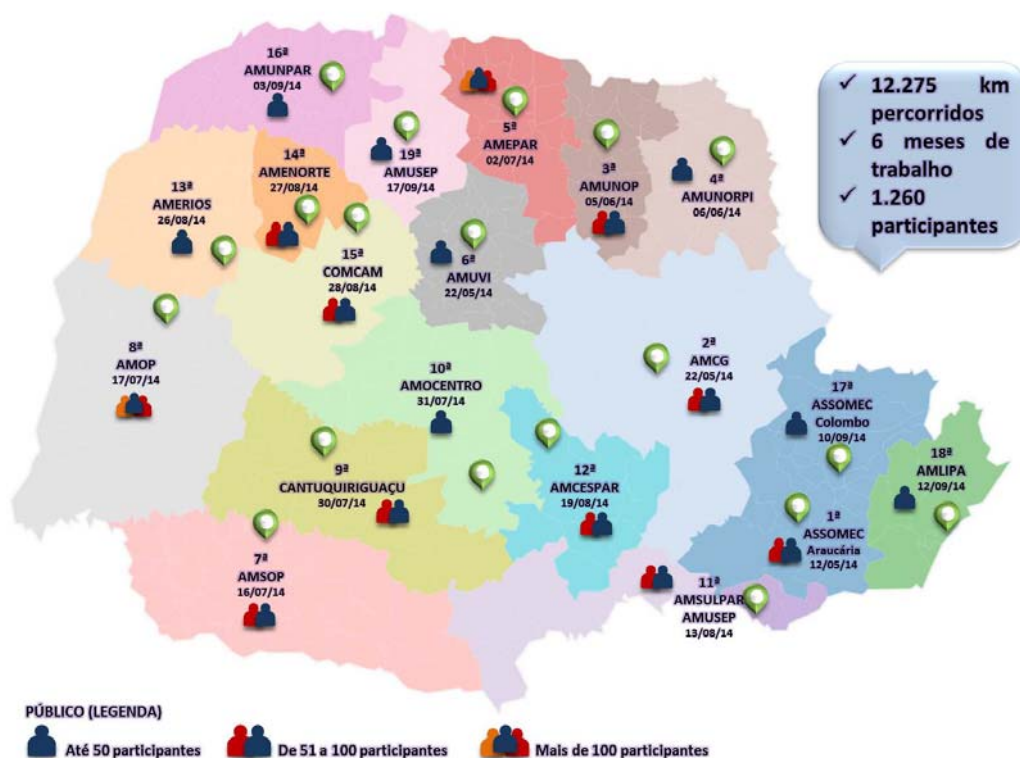 16ª
AMUNPAR
03/09/14
19ª
AMUSEP
17/09/14
5ª
AMEPAR
02/07/14
3ª
AMUNOP
05/06/14
4ª
AMUNORPI
06/06/14
✓ 12.275 km
percorridos
✓ 6 meses de
trabalho
✓ 1.260
participantes
13ª
AMERIOS
26/08/14
14ª
AMENORTE
27/08/14
15ª
COMCAM
28/08/14
6ª
AMUVI
22/05/14
8ª
AMOP
17/07/14
10ª
AMOCENTRO
31/07/14
2ª
AMCG
22/05/14
17ª
ASSOMEC
Colombo
10/09/14
18ª
AMLIPA
12/09/14
9ª
CANTUQUIRIGUAÇU
30/07/14
12ª
AMCESPAR
19/08/14
1ª
ASSOMEC
Araucária
12/05/14
7ª
AMSOP
16/07/14
11ª
AMSULPAR
AMUSEP
13/08/14
PÚBLICO (LEGENDA)
Até 50 participantes
De 51 a 100 participantes
Mais de 100 participantes